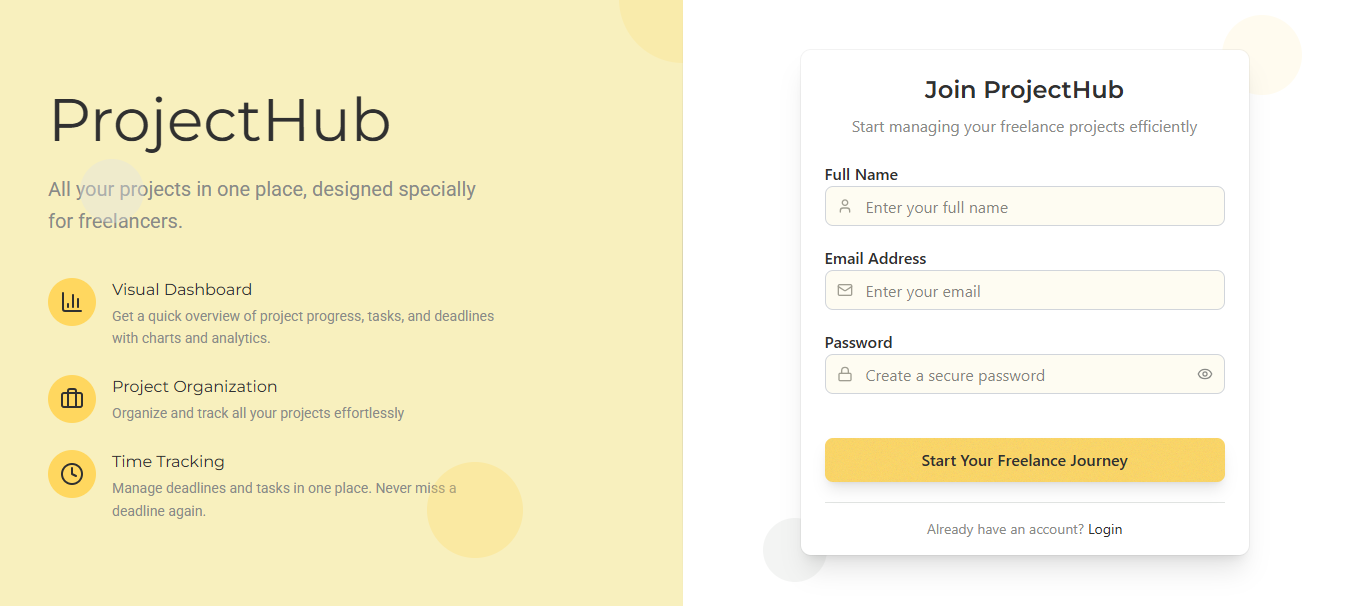 ProjectHub
All your projects in one place, designed specially
for freelancers.
Visual Dashboard
Get a quick overview of project progress, tasks, and deadlines
with charts and analytics.
Project Organization
Organize and track all your projects effortlessly
Time Tracking
Manage deadlines and tasks in one place. Never miss a
deadline again.
Join ProjectHub
Start managing your freelance projects efficiently
Full Name
Enter your full name
Email Address
Enter your email
Password
Create a secure password
Start Your Freelance Journey
Already have an account? Login